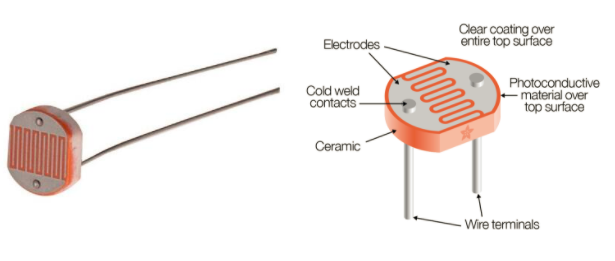 Electrodes
Clear coating over
entire top surface
Cold weld
contacts
Photoconductive
material over
top surface
Ceramic
Wire terminals